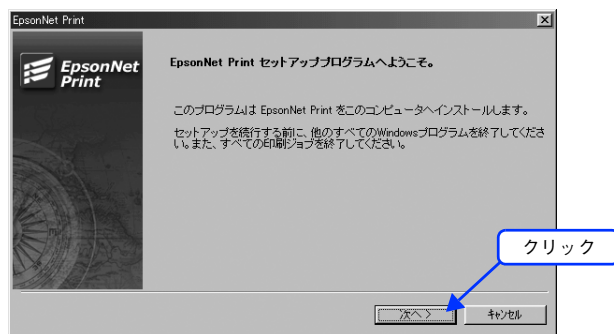 EpsonNet Print
EpsonNet
Print
EpsonNet Print セットアッププログラムへようこそ。
このプログラムは EpsonNet Print をこのコンピュータへインストールします。
セットアップを続行する前に、他のすべてのWindowsプログラムを終了してくださ
い。また、すべての印刷ジョブを終了してください。
クリック
次へ >
キャンセル